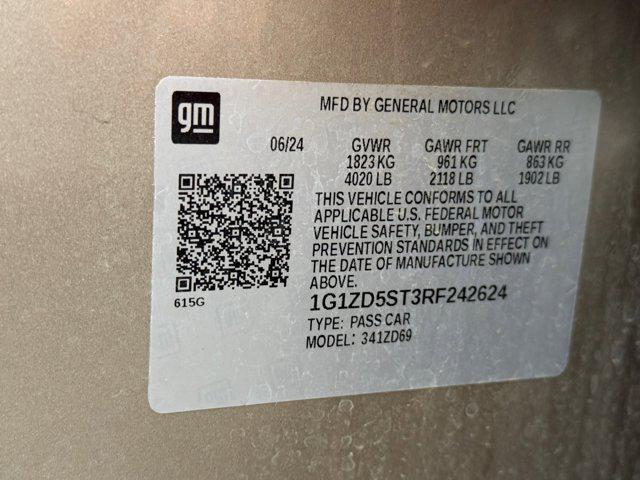 gm
MFD BY GENERAL MOTORS LLC
06/24 GVWR GAWR FRT GAWR RR
1823 KG 961 KG 863 KG
4020 LB 2118 LB 1902 LB
THIS VEHICLE CONFORMS TO ALL
APPLICABLE U.S. FEDERAL MOTOR
VEHICLE SAFETY, BUMPER, AND THEFT
PREVENTION STANDARDS IN EFFECT ON
THE DATE OF MANUFACTURE SHOWN
ABOVE.
615G
1G1ZD5ST3RF242624
TYPE: PASS CAR
MODEL: 341ZD69